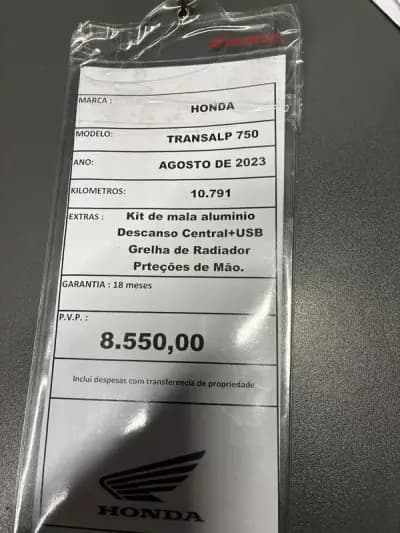 HONDA
MARCA : HONDA
MODELO: TRANSALP 750
ANO: AGOSTO DE 2023
KILOMETROS: 10.791
EXTRAS : Kit de mala aluminio
Descanso Central+USB
Grelha de Radiador
Prteções de Mão.
GARANTIA : 18 meses
P.V.P. :
8.550,00
Inclui despesas com transferencia de propriedade
HONDA